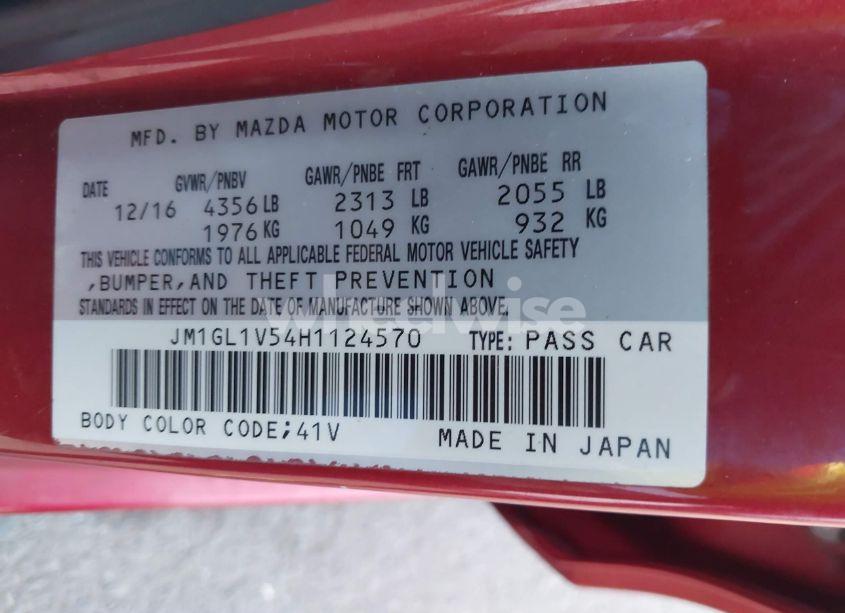 MFD. BY MAZDA MOTOR CORPORATION
DATE GVWR/PNBV GAWR/PNBE FRT GAWR/PNBE RR
12/16 4356 LB 2313 LB 2055 LB
1976 KG 1049 KG 932 KG
THIS VEHICLE CONFORMS TO ALL APPLICABLE FEDERAL MOTOR VEHICLE SAFETY
,BUMPER,AND THEFT PREVENTION
STANDARDS IN EFFECT ON THE DATE OF MANUFACTURE SHOWN ABOVE.
wheelwise
JM1GL1V54H1124570 TYPE: PASS CAR
BODY COLOR CODE;41V MADE IN JAPAN